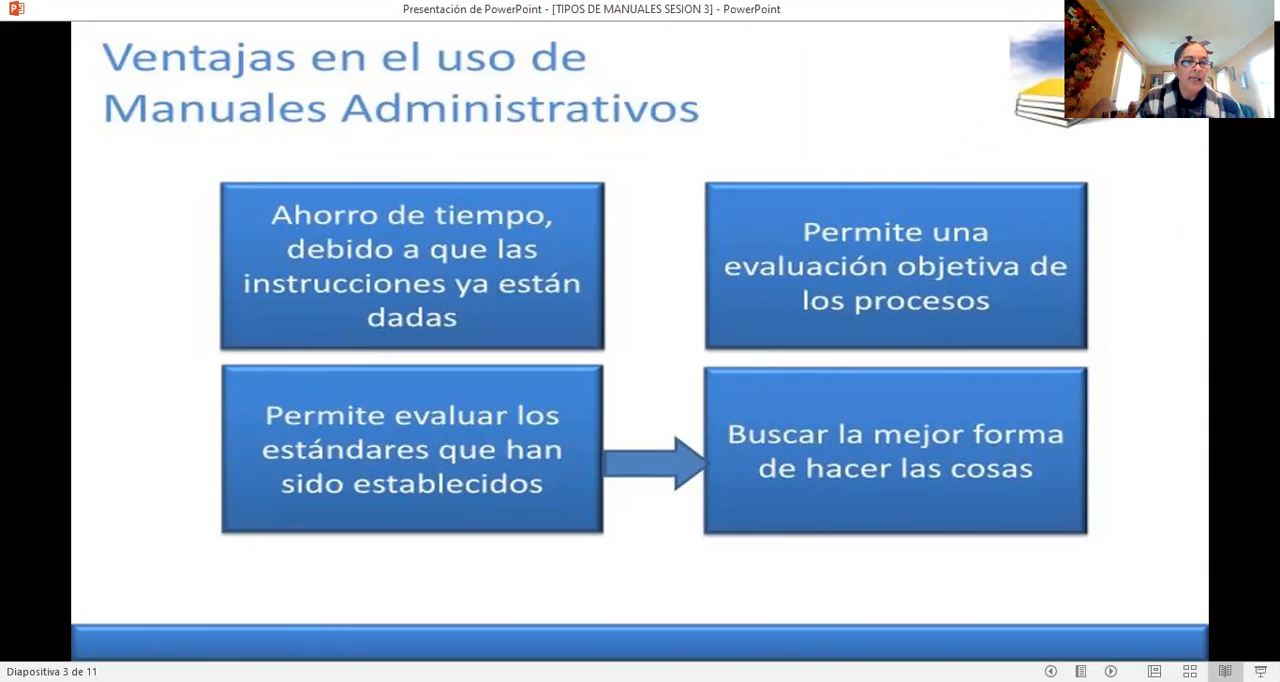 Presentación de PowerPoint - [TIPOS DE MANUALES SESION 3] - PowerPoint
Ventajas en el uso de
Manuales Administrativos
Ahorro de tiempo,
debido a que las
instrucciones ya están
dadas
Permite una
evaluación objetiva de
los procesos
Permite evaluar los
estándares que han
sido establecidos
Buscar la mejor forma
de hacer las cosas
Diapositiva 3 de 11